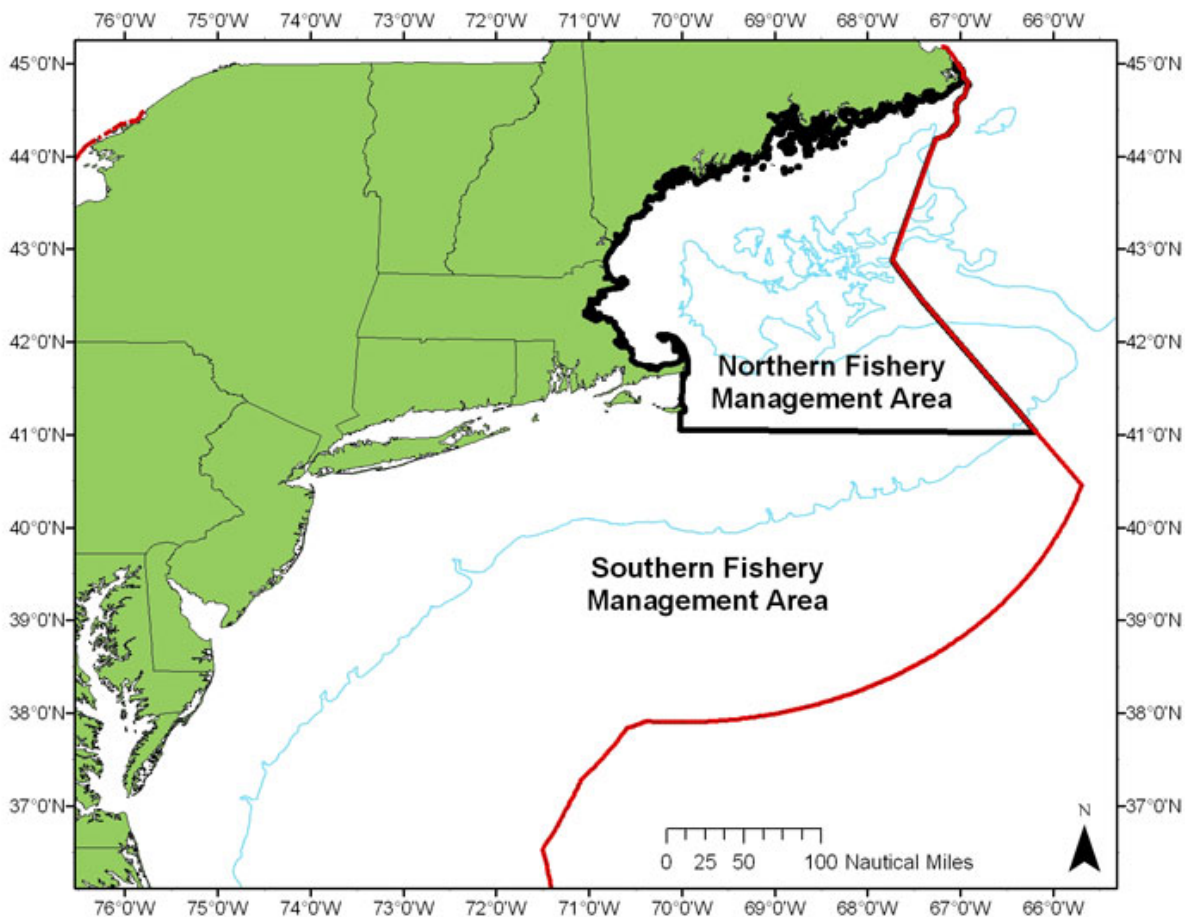 76°0'W 75°0'W 74°0'W 73°0'W 72°0'W 71°0'W 70°0'W 69°0'W 68°0'W 67°0'W 66°0'W
45°0'N 45°0'N
44°0'N 44°0'N
43°0'N 43°0'N
42°0'N 42°0'N
Northern Fishery
Management Area
41°0'N 41°0'N
40°0'N 40°0'N
Southern Fishery
Management Area
39°0'N 39°0'N
38°0'N 38°0'N
37°0'N 37°0'N
N
0 25 50 100 Nautical Miles
76°0'W 75°0'W 74°0'W 73°0'W 72°0'W 71°0'W 70°0'W 69°0'W 68°0'W 67°0'W 66°0'W